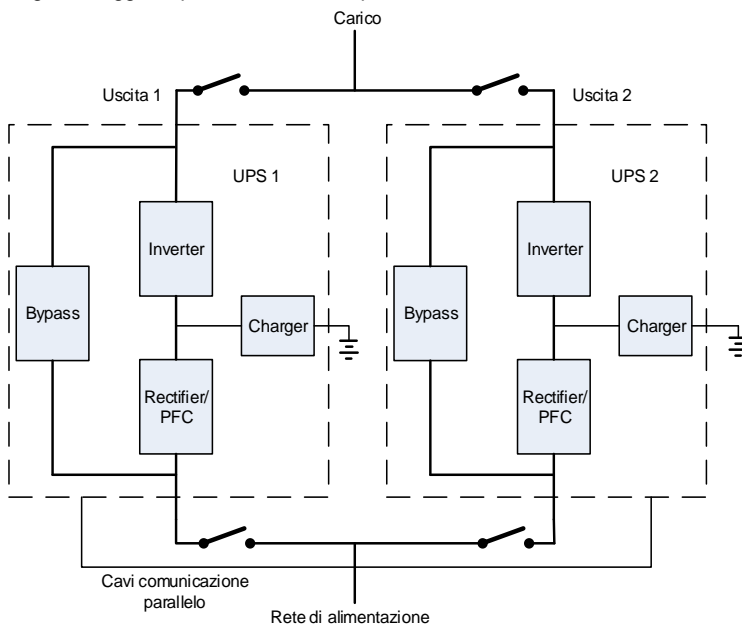 Carico
Uscita 1
Uscita 2
UPS 1
UPS 2
Inverter
Inverter
Bypass
Charger
Bypass
Charger
Rectifier/
PFC
Rectifier/
PFC
Cavi comunicazione
parallelo
Rete di alimentazione